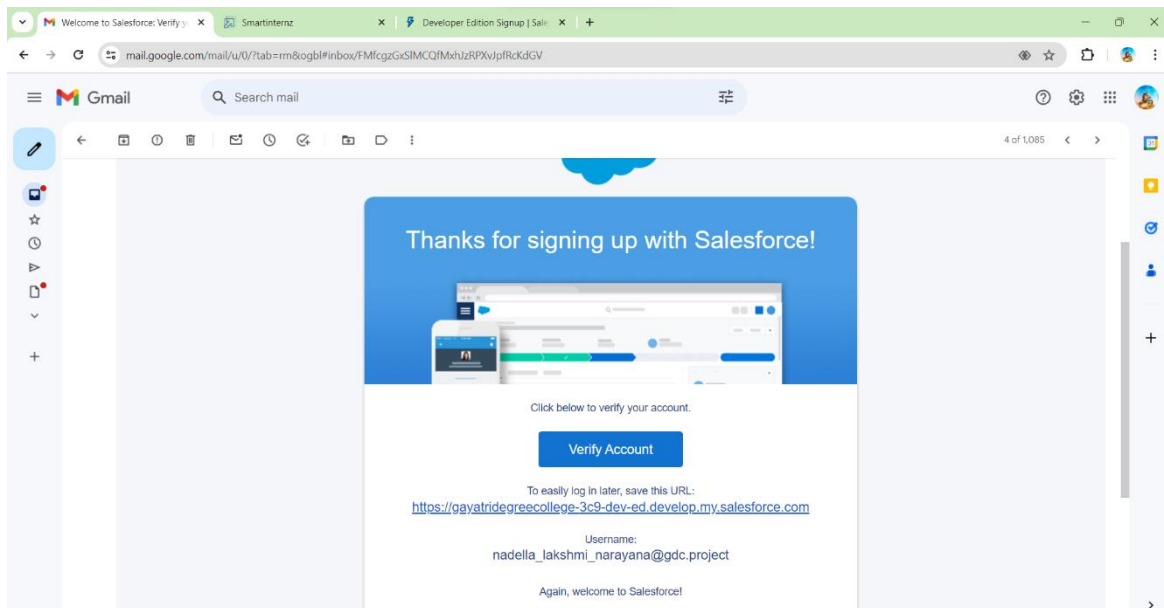 Welcome to Salesforce: Verify y
Smartinternz
Developer Edition Signup | Sale
mail.google.com/mail/u/0/?tab=rm&ogbl#inbox/FMfcgzGxSlMCQfMxhJzRPXvJpfRcKdGV
Gmail
Search mail
4 of 1,085
31
Thanks for signing up with Salesforce!
Click below to verify your account.
Verify Account
To easily log in later, save this URL:
https://gayatridegreecollege-3c9-dev-ed.develop.my.salesforce.com
Username:
nadella_lakshmi_narayana@gdc.project
Again, welcome to Salesforce!